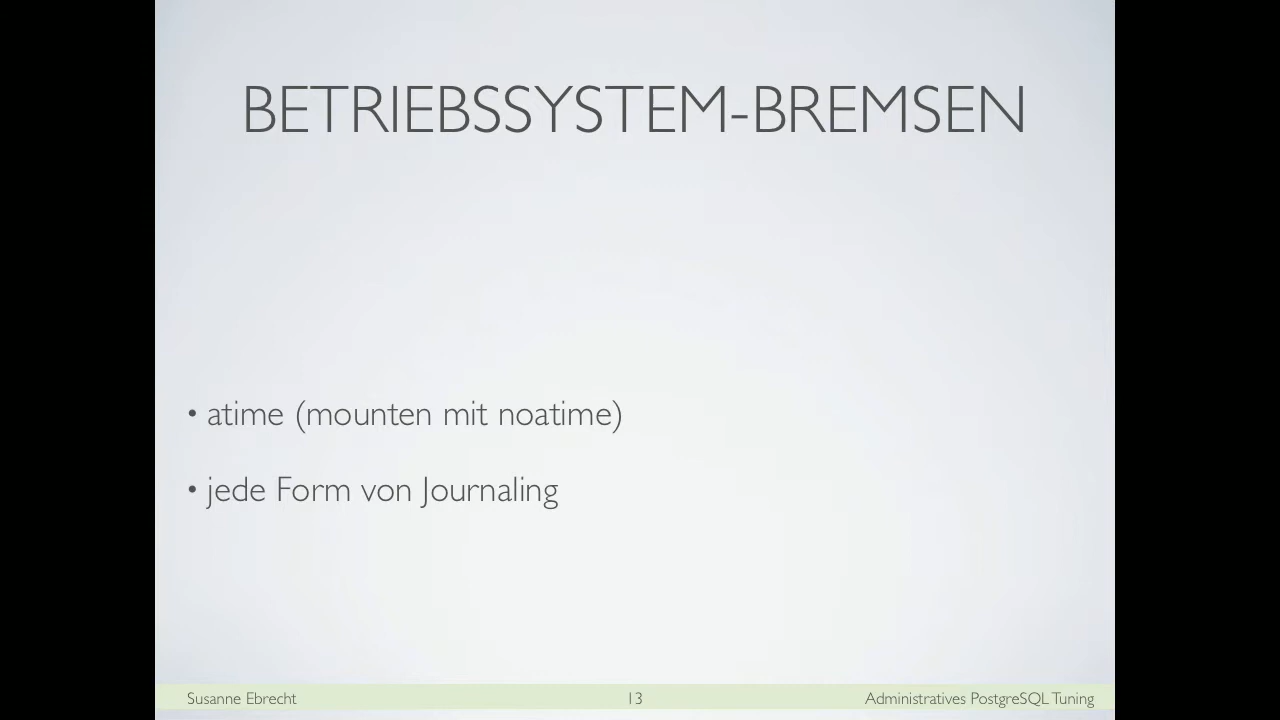 BETRIEBSSYSTEM-BREMSEN
• atime (mounten mit noatime)
• jede Form von Journaling
Susanne Ebrecht
13
Administratives PostgreSQL Tuning